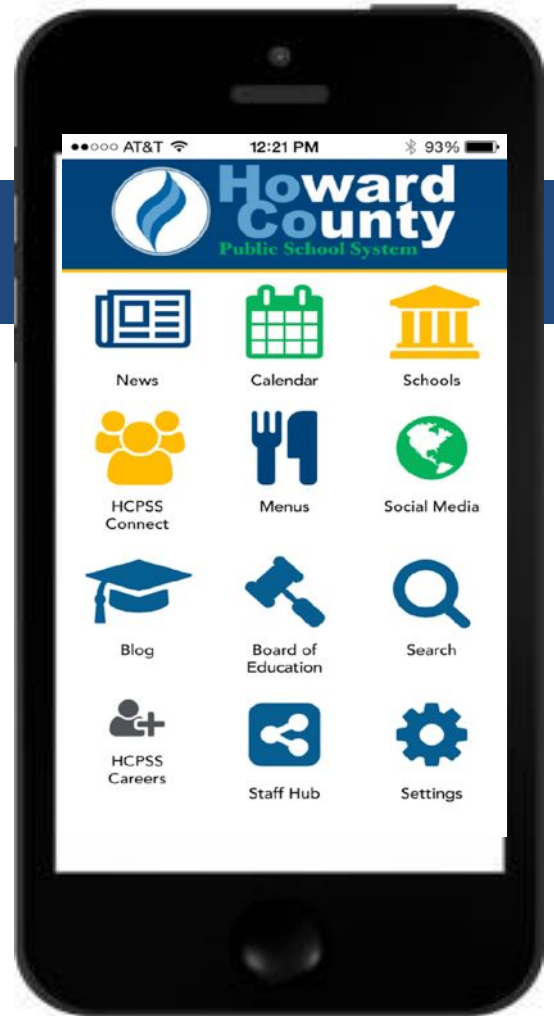 AT&T 12:21 PM 93%
Howard
County
Public School System
News Calendar Schools
HCPSS
Connect
Menus Social Media
Blog
Board of
Education
Search
HCPSS
Careers
Staff Hub Settings